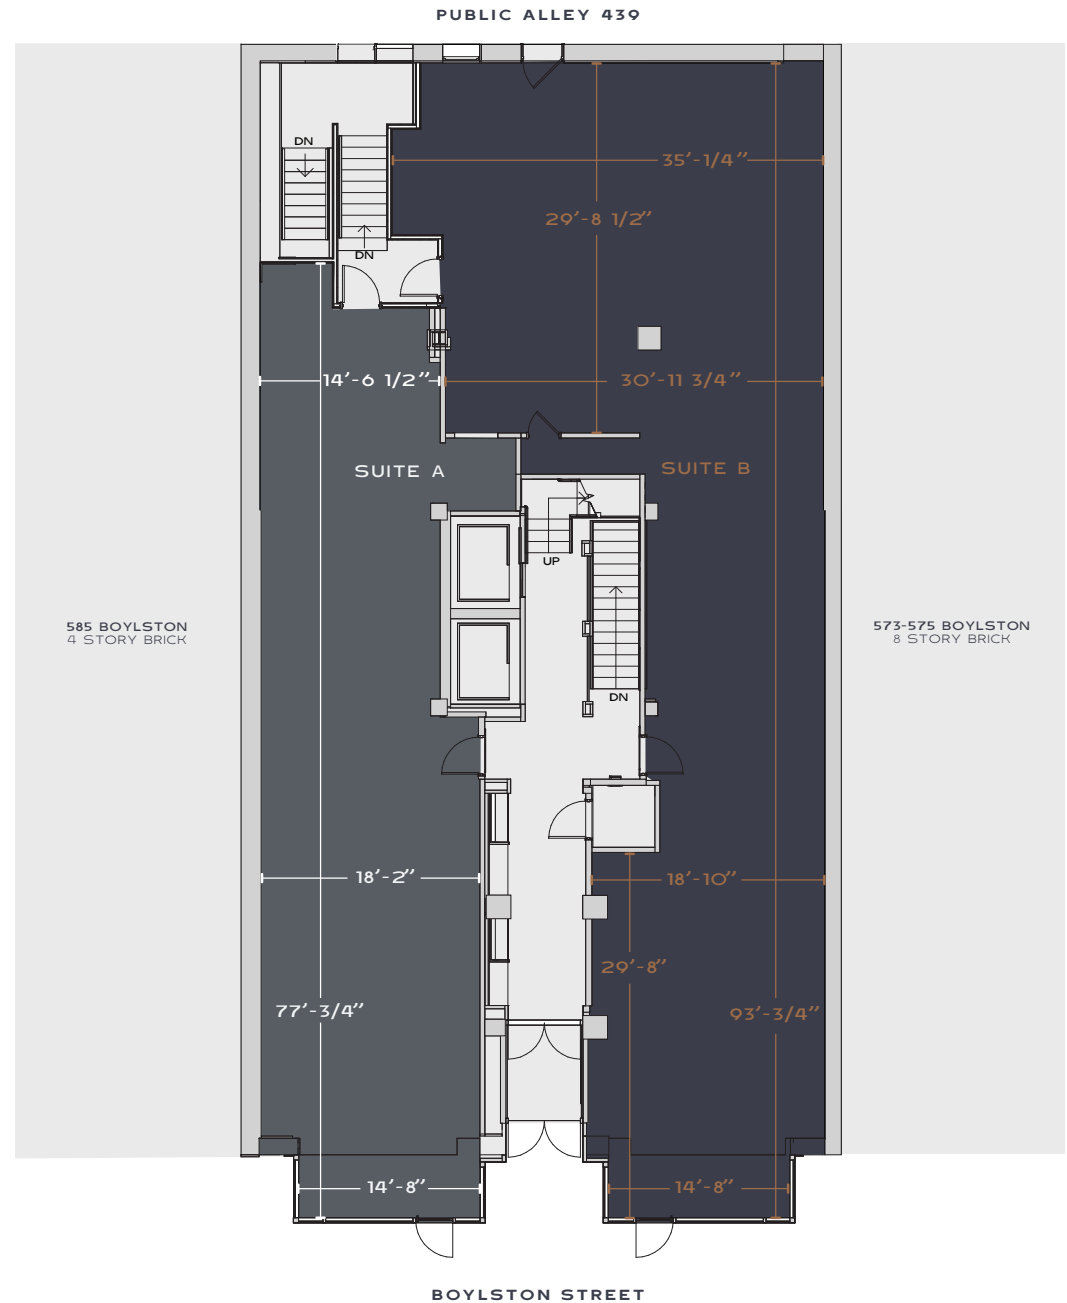 PUBLIC ALLEY 439
DN
35'-1/4"
29'-8 1/2"
DN
14'-6 1/2"
30'-11 3/4"
SUITE A
SUITE B
UP
585 BOYLSTON
4 STORY BRICK
573-575 BOYLSTON
8 STORY BRICK
DN
18'-2"
18'-10"
29'-8"
77'-3/4"
93'-3/4"
14'-8"
14'-8"
BOYLSTON STREET